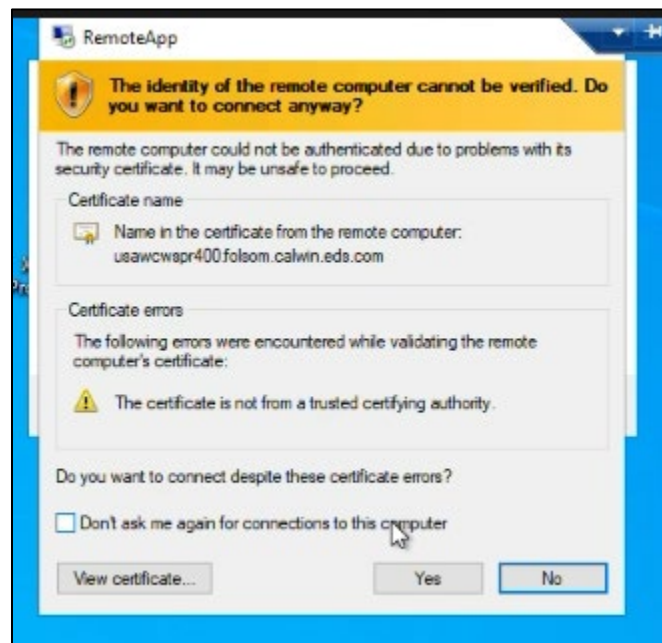 RemoteApp
The identity of the remote computer cannot be verified. Do
you want to connect anyway?
The remote computer could not be authenticated due to problems with its
security certificate. It may be unsafe to proceed.
Certificate name
Name in the certificate from the remote computer:
usawcwspr400.folsom.calwin.eds.com
Certificate errors
The following errors were encountered while validating the remote
computer's certificate:
The certificate is not from a trusted certifying authority.
Do you want to connect despite these certificate errors?
Don't ask me again for connections to this computer
View certificate...
Yes
No